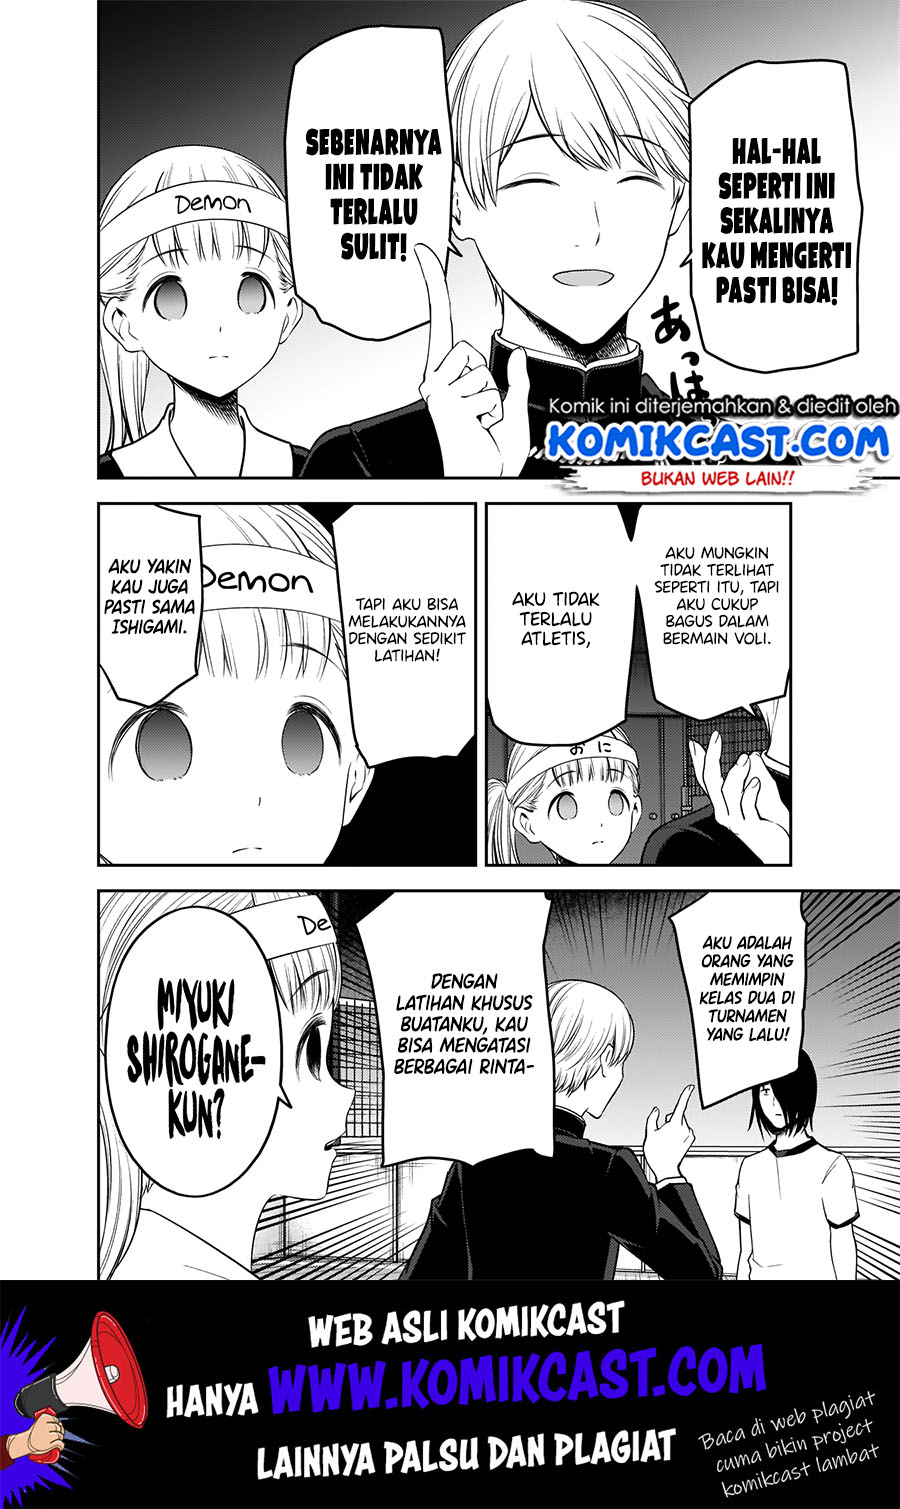 HAL-HAL
SEPERTI INI
SEKALINYA
KAU MENGERTI
PASTI BISA!
SEBENARNYA
INI TIDAK
TERLALU
SULIT!
Demon
あっは
Komik ini diterjemahkan & diedit oleh
KOMIKCAST.COM
BUKAN WEB LAIN!!
AKU MUNGKIN
TIDAK TERLIHAT
SEPERTI ITU, TAPI
AKU CUKUP
BAGUS DALAM
BERMAIN VOLI.
AKU TIDAK
TERLALU
ATLETIS,
おに
TAPI AKU BISA
MELAKUKANNYA
DENGAN SEDIKIT
LATIHAN!
Demon
AKU YAKIN
KAU JUGA
PASTI SAMA
ISHIGAMI.
AKU ADALAH
ORANG YANG
MEMIMPIN
KELAS DUA DI
TURNAMEN
YANG LALU!
DENGAN
LATIHAN KHUSUS
BUATANKU, KAU
BISA MENGATASI
BERBAGAI RINTA-
De
MIYUKI
SHIROGANE-
KUN?
WEB ASLI KOMIKCAST
HANYA WWW.KOMIKCAST.COM
LAINNYA PALSU DAN PLAGIAT
Baca di web plagiat
cuma bikin project
komikcast lambat